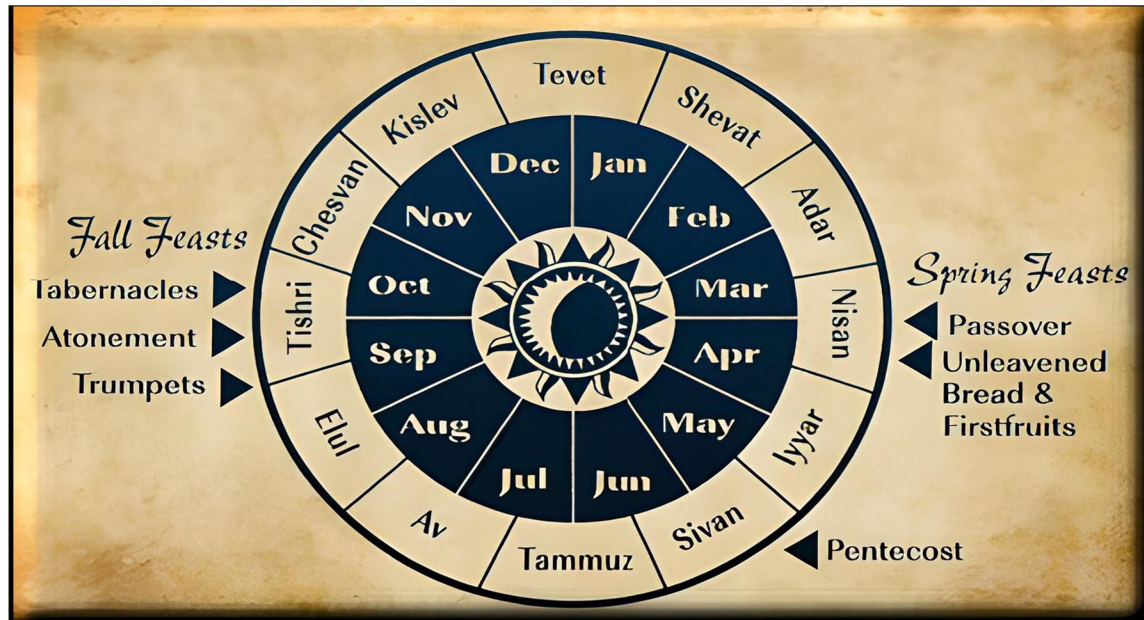 Tevet
Shevat
Adar
Nisan
Iyyar
Sivan
Tammuz
Av
Elul
Tishri
Chesvan
Kislev
Jan
Feb
Mar
Apr
May
Jun
Jul
Aug
Sep
Oct
Nov
Dec
Fall Feasts
Tabernacles
Atonement
Trumpets
Spring Feasts
Passover
Unleavened
Bread &
Firstfruits
Pentecost